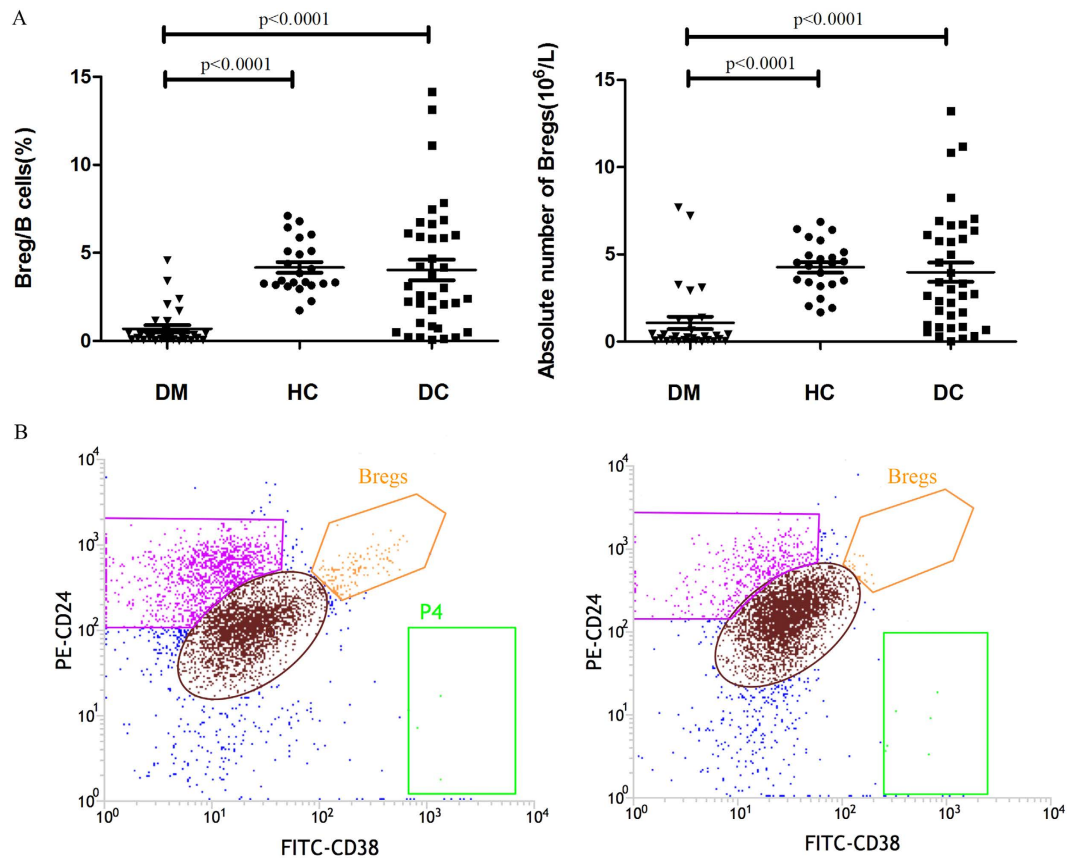 A
p<0.0001
p<0.0001
15
10
5
0
Breg/B cells(%)
DM
HC
DC
p<0.0001
p<0.0001
15
10
5
0
Absolute number of Bregs(10⁶/L)
DM
HC
DC
B
10⁴
10³
10²
10¹
10⁰
PE-CD24
Bregs
P4
10⁰
10¹
10²
10³
10⁴
FITC-CD38
10⁴
10³
10²
10¹
10⁰
PE-CD24
Bregs
10⁰
10¹
10²
10³
10⁴
FITC-CD38